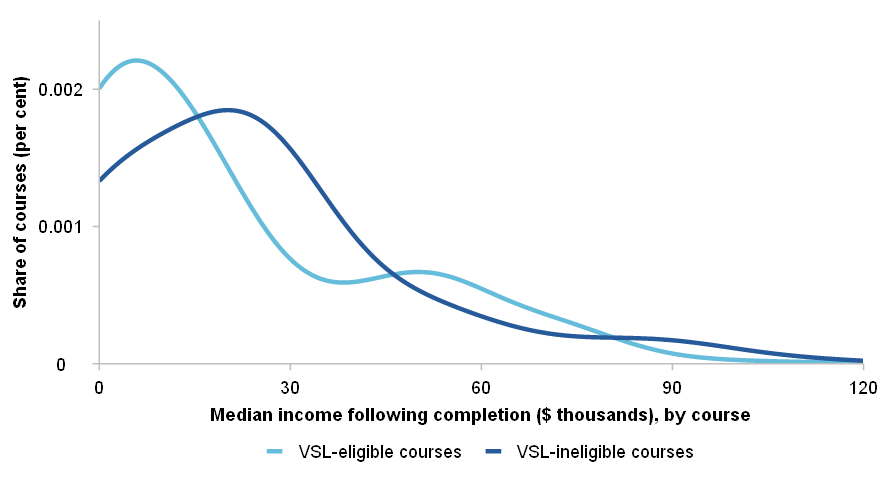 Share of courses (per cent)
0.002
0.001
0
0 30 60 90 120
Median income following completion ($ thousands), by course
VSL-eligible courses VSL-ineligible courses